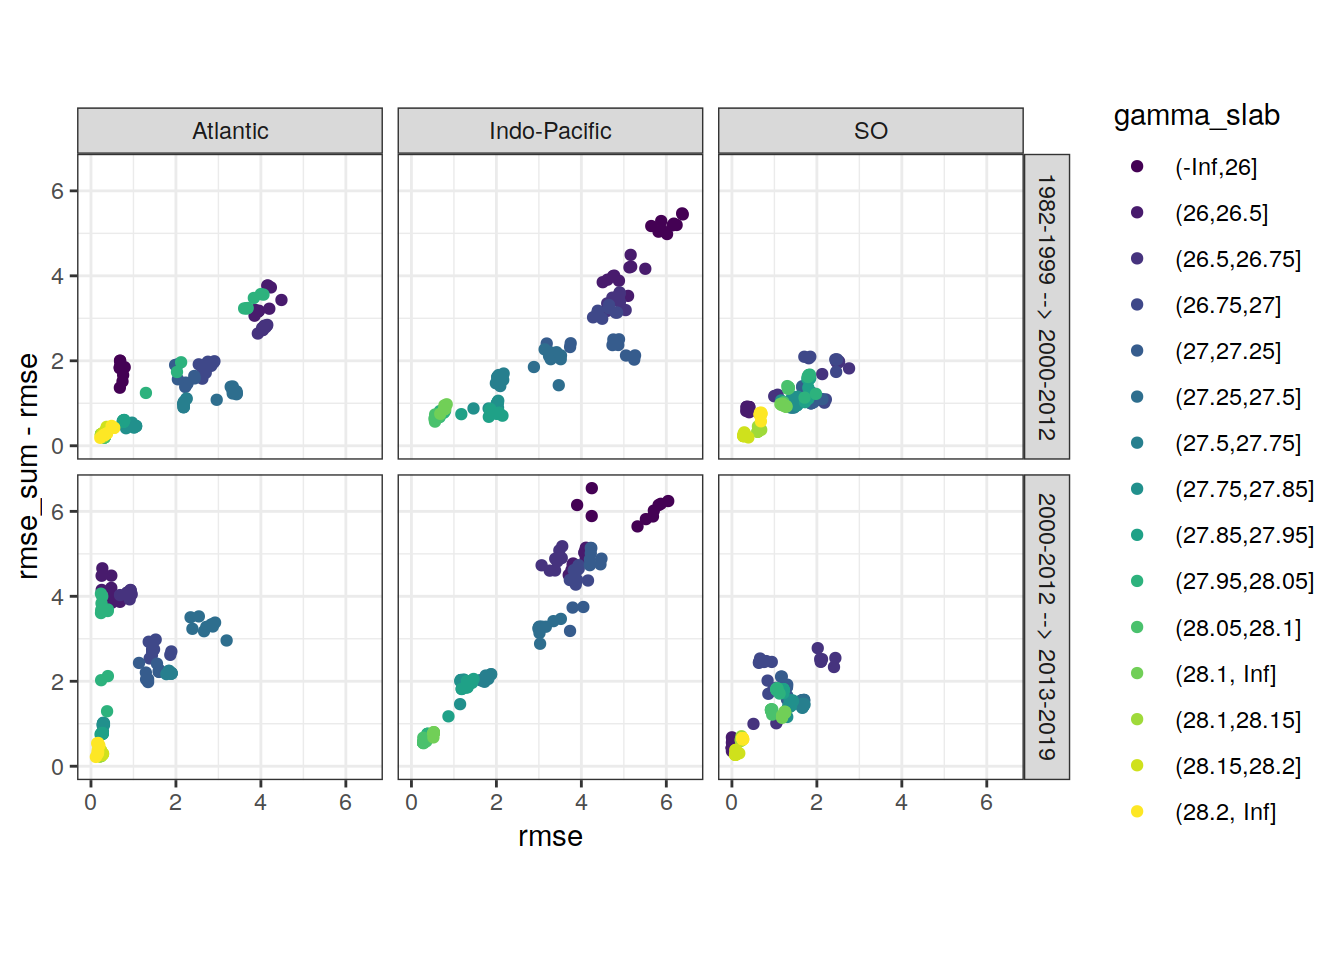 Atlantic
Indo-Pacific
SO
6
4
2
0
1982-1999 --> 2000-2012
6
4
2
0
2000-2012 --> 2013-2019
rmse_sum - rmse
0 2 4 6
0 2 4 6
0 2 4 6
rmse
gamma_slab
(-Inf,26]
(26,26.5]
(26.5,26.75]
(26.75,27]
(27,27.25]
(27.25,27.5]
(27.5,27.75]
(27.75,27.85]
(27.85,27.95]
(27.95,28.05]
(28.05,28.1]
(28.1, Inf]
(28.1,28.15]
(28.15,28.2]
(28.2, Inf]